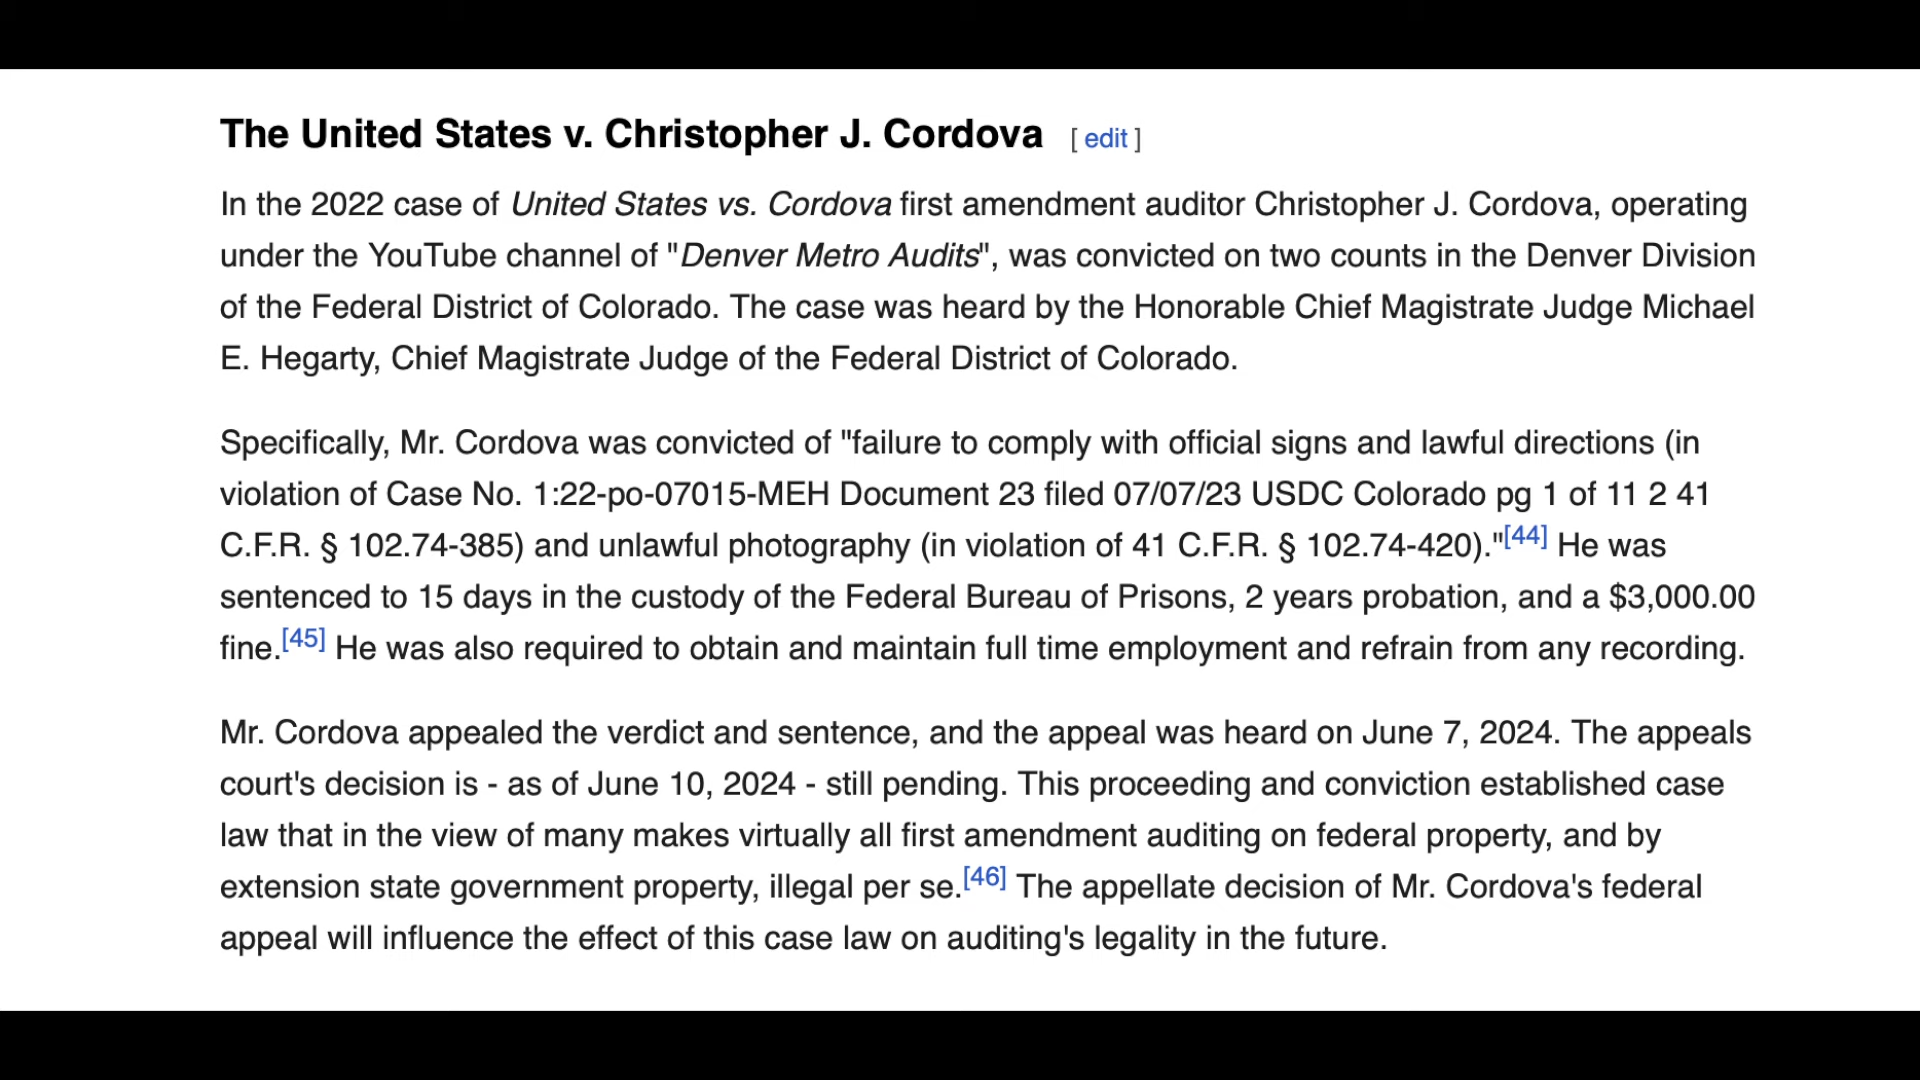 The United States v. Christopher J. Cordova [ edit ]
In the 2022 case of United States vs. Cordova first amendment auditor Christopher J. Cordova, operating
under the YouTube channel of "Denver Metro Audits", was convicted on two counts in the Denver Division
of the Federal District of Colorado. The case was heard by the Honorable Chief Magistrate Judge Michael
E. Hegarty, Chief Magistrate Judge of the Federal District of Colorado.
Specifically, Mr. Cordova was convicted of "failure to comply with official signs and lawful directions (in
violation of Case No. 1:22-po-07015-MEH Document 23 filed 07/07/23 USDC Colorado pg 1 of 11 2 41
C.F.R. § 102.74-385) and unlawful photography (in violation of 41 C.F.R. § 102.74-420)."[44] He was
sentenced to 15 days in the custody of the Federal Bureau of Prisons, 2 years probation, and a $3,000.00
fine.[45] He was also required to obtain and maintain full time employment and refrain from any recording.
Mr. Cordova appealed the verdict and sentence, and the appeal was heard on June 7, 2024. The appeals
court's decision is - as of June 10, 2024 - still pending. This proceeding and conviction established case
law that in the view of many makes virtually all first amendment auditing on federal property, and by
extension state government property, illegal per se.[46] The appellate decision of Mr. Cordova's federal
appeal will influence the effect of this case law on auditing's legality in the future.